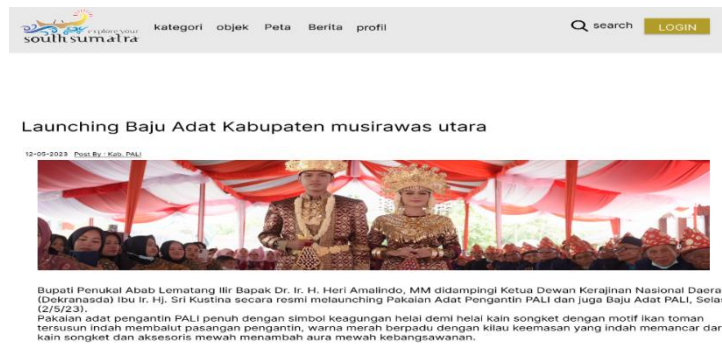 explore your
south sumatra
kategori objek Peta Berita profil
search
LOGIN
Launching Baju Adat Kabupaten musirawas utara
12-05-2023 Post By : Kab. PALI
Bupati Penukal Abab Lematang Ilir Bapak Dr. Ir. H. Heri Amalindo, MM didampingi Ketua Dewan Kerajinan Nasional Daera
(Dekranasda) Ibu Ir. Hj. Sri Kustina secara resmi melaunching Pakaian Adat Pengantin PALI dan juga Baju Adat PALI, Sela
(2/5/23).
Pakaian adat pengantin PALI penuh dengan simbol keagungan helai demi helai kain songket dengan motif ikan toman
tersusun indah membalut pasangan pengantin, warna merah berpadu dengan kilau keemasan yang indah memancar dar
kain songket dan aksesoris mewah menambah aura mewah kebangsawanan.